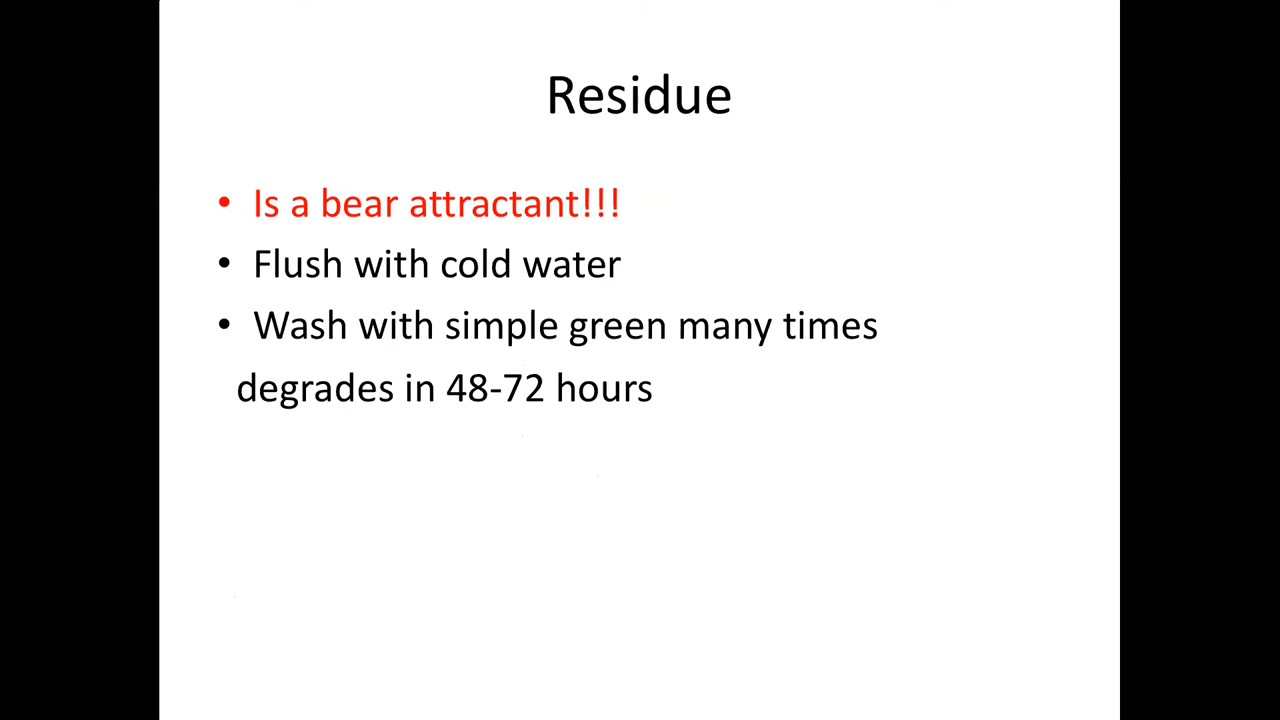 Residue
• Is a bear attractant!!!
• Flush with cold water
• Wash with simple green many times
degrades in 48-72 hours